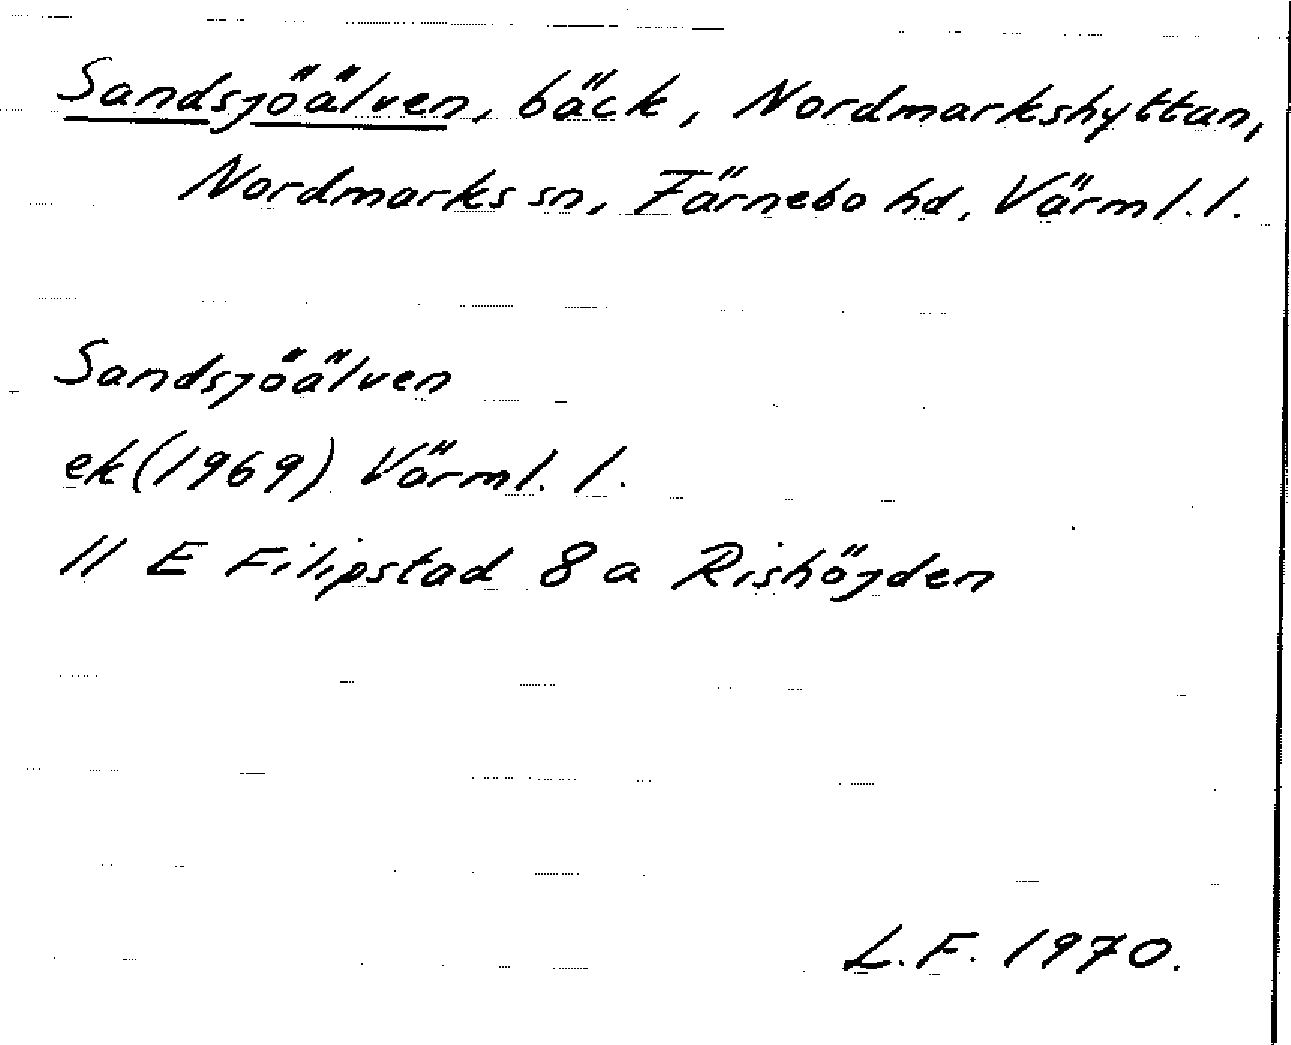 Sandsjöälven, bäck, Nordmarkshyttan,
Nordmarks sn, Färnebo hd, Värml. l.
Sandsjöälven
ek (1969) Värml. l.
11 E Filipstad 8 a Rishöjden
L.F. 1970.